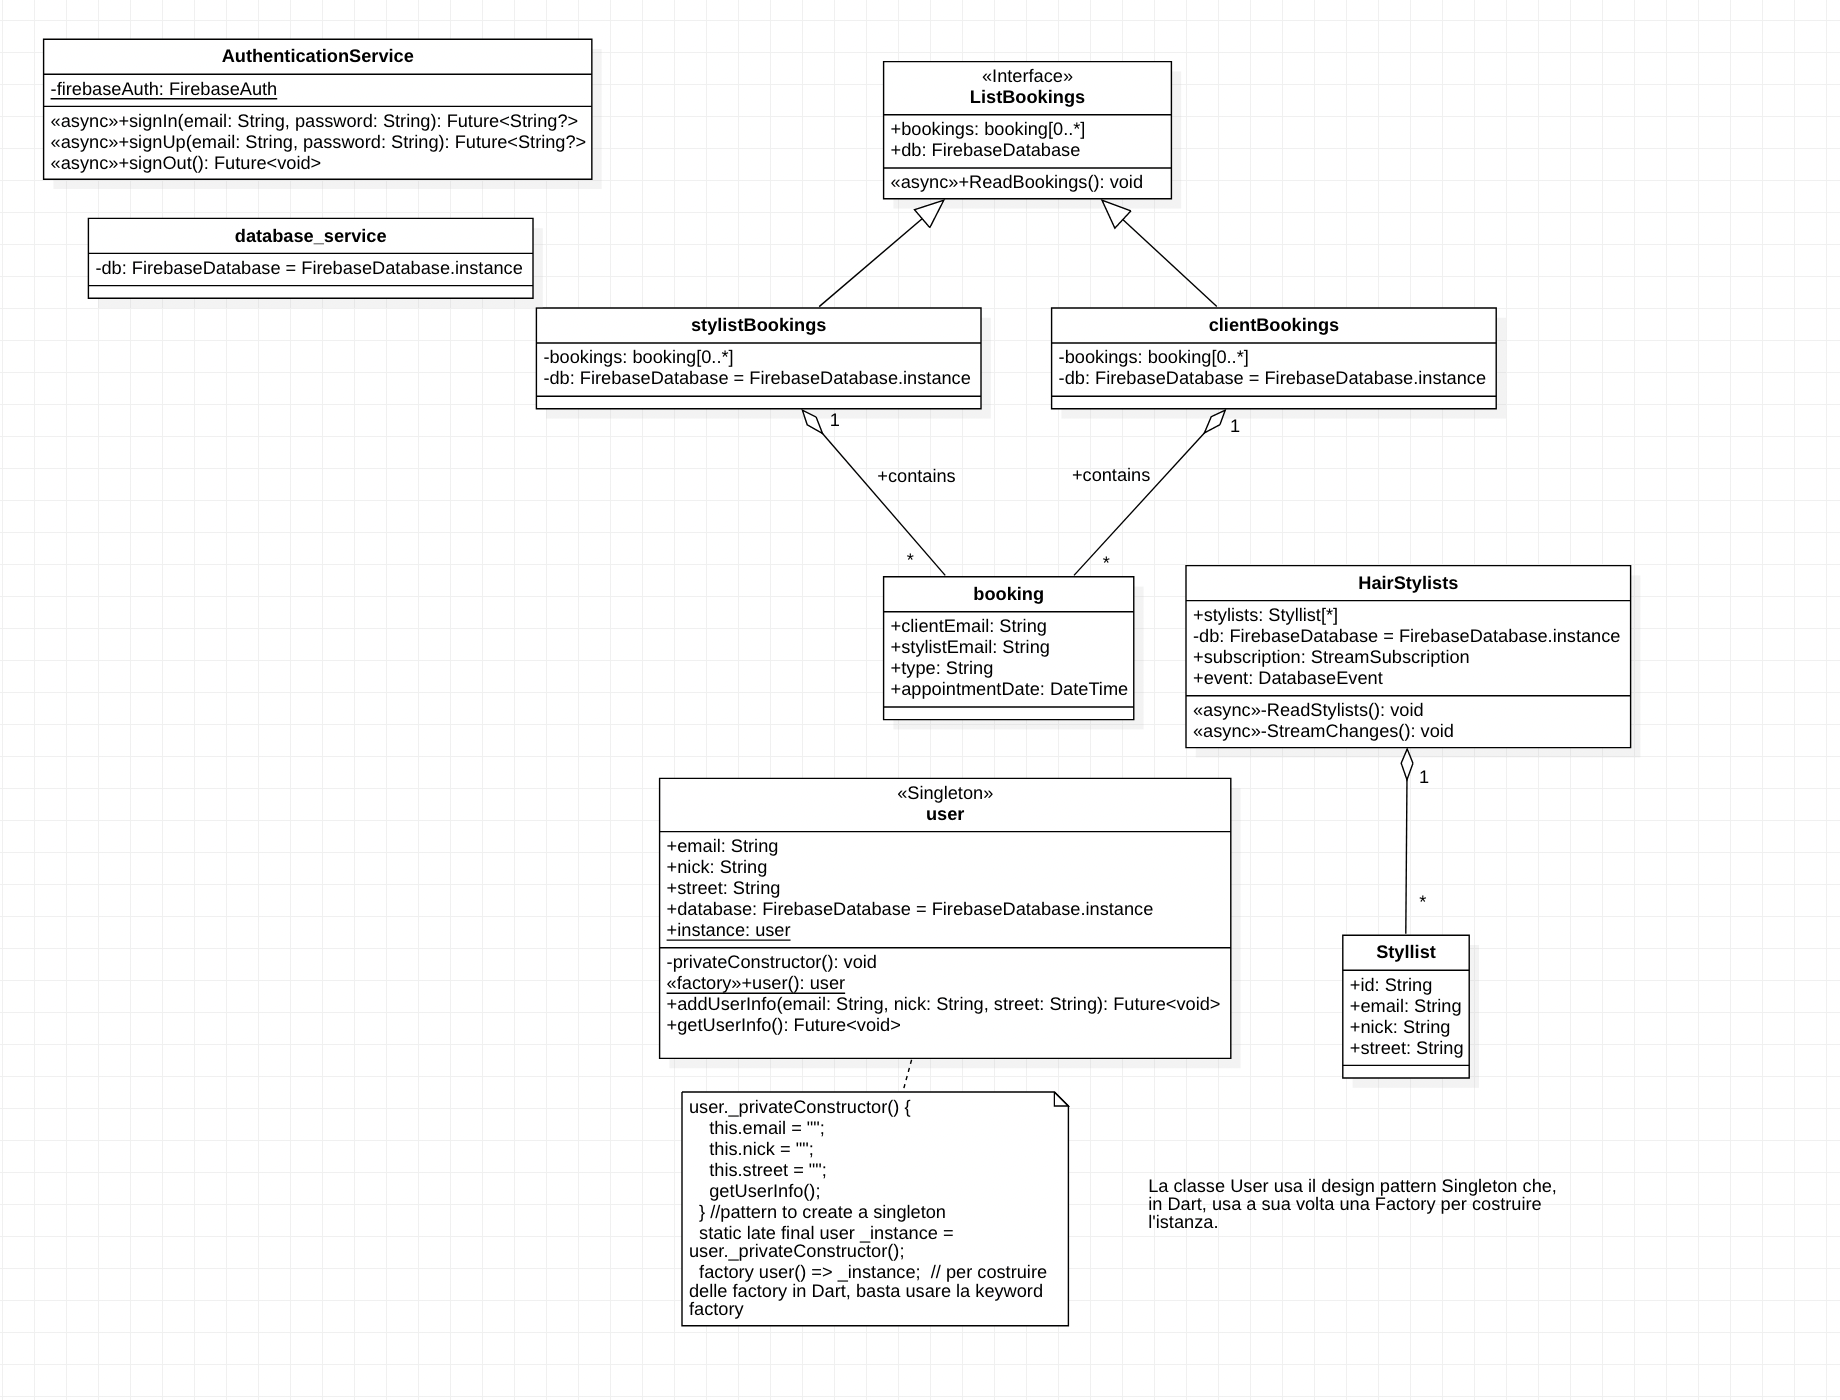 AuthenticationService
-firebaseAuth: FirebaseAuth
«async»+signIn(email: String, password: String): Future<String?>
«async»+signUp(email: String, password: String): Future<String?>
«async»+signOut(): Future<void>
«Interface»
ListBookings
+bookings: booking[0..*]
+db: FirebaseDatabase
«async»+ReadBookings(): void
database_service
-db: FirebaseDatabase = FirebaseDatabase.instance
stylistBookings
-bookings: booking[0..*]
-db: FirebaseDatabase = FirebaseDatabase.instance
clientBookings
-bookings: booking[0..*]
-db: FirebaseDatabase = FirebaseDatabase.instance
1
1
+contains
+contains
*
*
booking
+clientEmail: String
+stylistEmail: String
+type: String
+appointmentDate: DateTime
HairStylists
+stylists: Styllist[*]
-db: FirebaseDatabase = FirebaseDatabase.instance
+subscription: StreamSubscription
+event: DatabaseEvent
«async»-ReadStylists(): void
«async»-StreamChanges(): void
1
*
«Singleton»
user
+email: String
+nick: String
+street: String
+database: FirebaseDatabase = FirebaseDatabase.instance
+instance: user
-privateConstructor(): void
«factory»+user(): user
+addUserInfo(email: String, nick: String, street: String): Future<void>
+getUserInfo(): Future<void>
Styllist
+id: String
+email: String
+nick: String
+street: String
user._privateConstructor() {
this.email = "";
this.nick = "";
this.street = "";
getUserInfo();
} //pattern to create a singleton
static late final user _instance =
user._privateConstructor();
factory user() => _instance;  // per costruire
delle factory in Dart, basta usare la keyword
factory
La classe User usa il design pattern Singleton che,
in Dart, usa a sua volta una Factory per costruire
l'istanza.